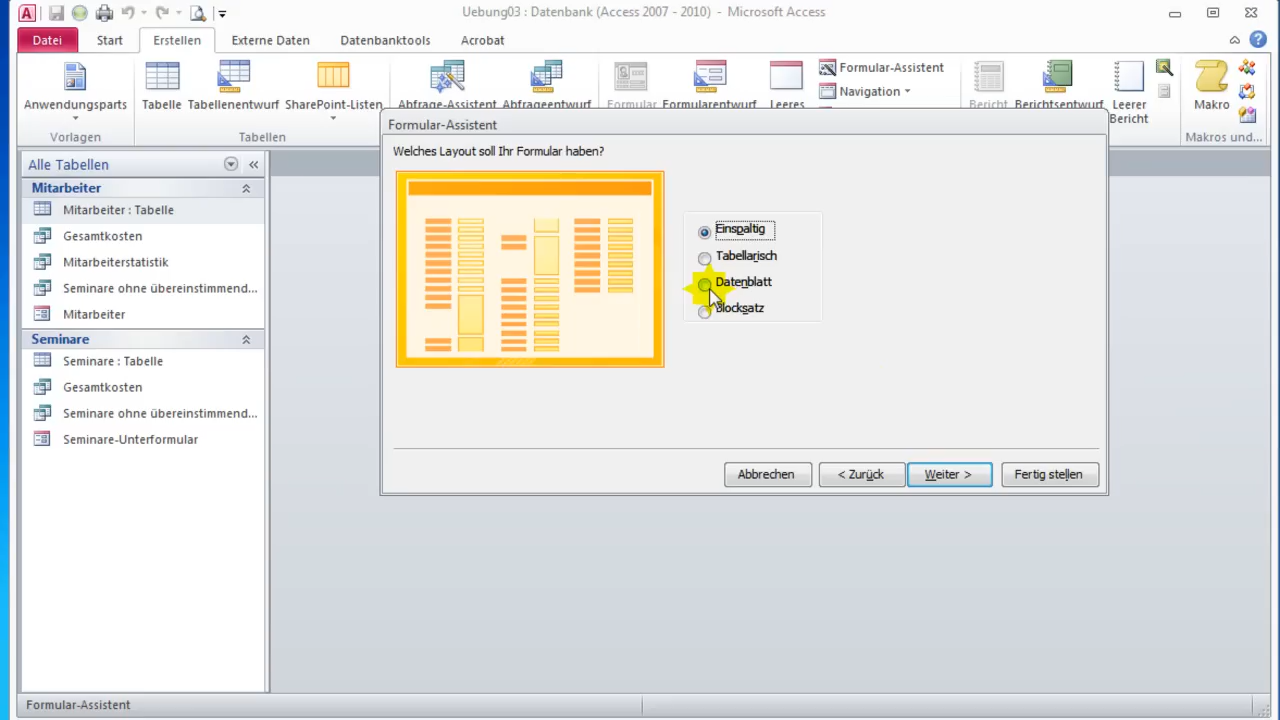 Uebung03 : Datenbank (Access 2007 - 2010) - Microsoft Access
Datei Start Erstellen Externe Daten Datenbanktools Acrobat
Anwendungsparts
Vorlagen
Tabelle Tabellenentwurf SharePoint-Listen
Tabellen
Abfrage-Assistent Abfrageentwurf
Formular Formularentwurf Leeres
Formular-Assistent
Navigation
Bericht Berichtsentwurf Leerer Bericht
Makro
Makros und...
Alle Tabellen
Mitarbeiter
Mitarbeiter : Tabelle
Gesamtkosten
Mitarbeiterstatistik
Seminare ohne übereinstimmend...
Mitarbeiter
Seminare
Seminare : Tabelle
Gesamtkosten
Seminare ohne übereinstimmend...
Seminare-Unterformular
Formular-Assistent
Welches Layout soll Ihr Formular haben?
Einspaltig
Tabellarisch
Datenblatt
Blocksatz
Abbrechen < Zurück Weiter > Fertig stellen
Formular-Assistent